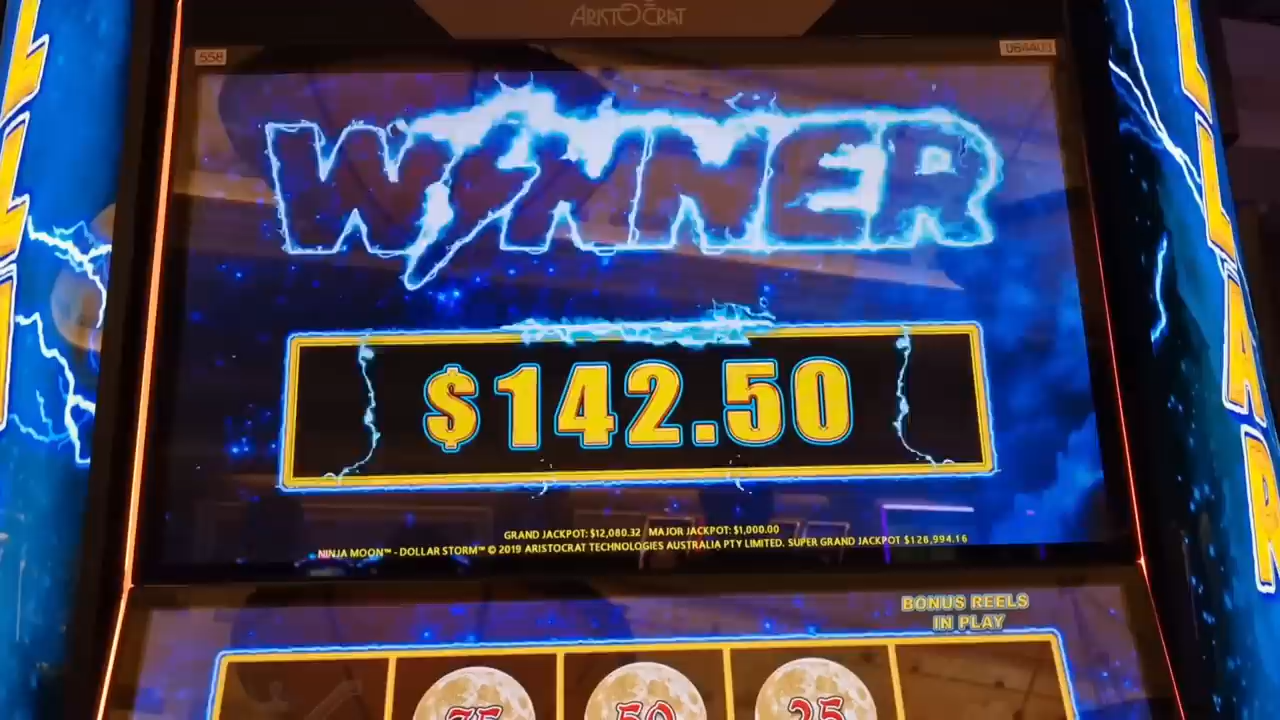 ARISTOCRAT
558
064403
WINNER
$142.50
GRAND JACKPOT: $12,080.32 MAJOR JACKPOT: $1,000.00
NINJA MOON™ - DOLLAR STORM™ © 2019 ARISTOCRAT TECHNOLOGIES AUSTRALIA PTY LIMITED. SUPER GRAND JACKPOT $126,994.16
BONUS REELS
IN PLAY
75
50
25
LLAR